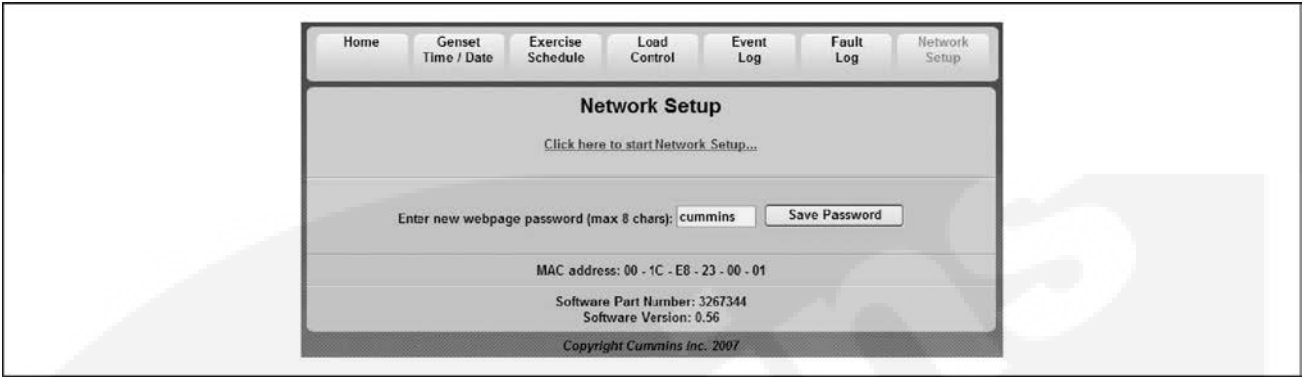 Home Genset Exercise Load Event Fault Network
Time / Date Schedule Control Log Log Setup
Network Setup
Click here to start Network Setup...
Enter new webpage password (max 8 chars): cummins Save Password
MAC address: 00 - 1C - E8 - 23 - 00 - 01
Software Part Number: 3267344
Software Version: 0.56
Copyright Cummins Inc. 2007